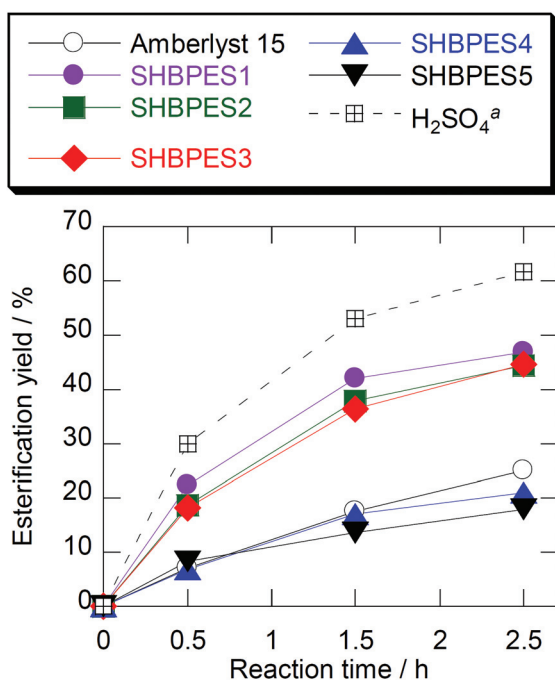 Amberlyst 15
SHBPES1
SHBPES2
SHBPES3
SHBPES4
SHBPES5
H₂SO₄ᵃ
70
60
50
40
30
20
10
0
Esterification yield / %
0 0.5 1 1.5 2 2.5
Reaction time / h